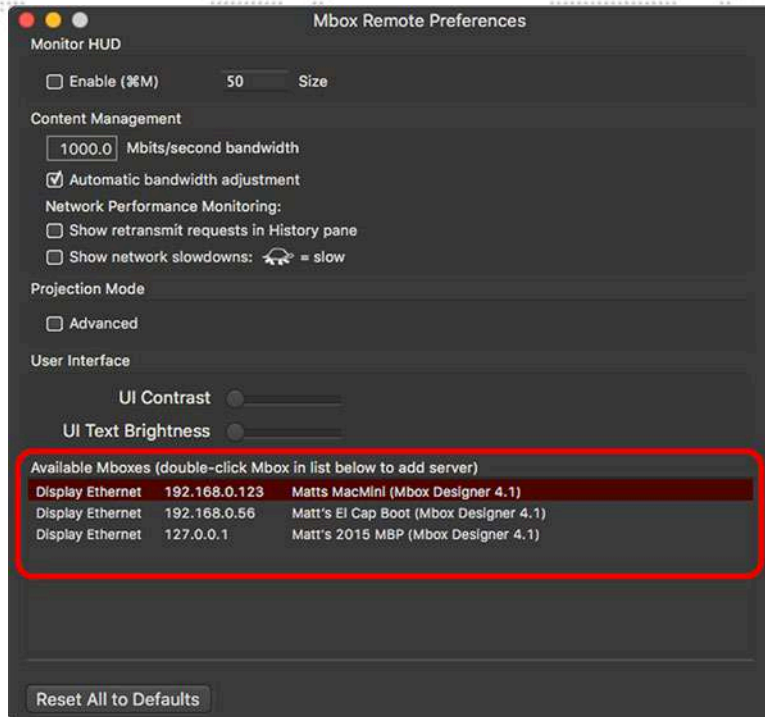 Mbox Remote Preferences
Monitor HUD
Enable (⌘M) 50 Size
Content Management
1000.0 Mbits/second bandwidth
Automatic bandwidth adjustment
Network Performance Monitoring:
Show retransmit requests in History pane
Show network slowdowns: = slow
Projection Mode
Advanced
User Interface
UI Contrast
UI Text Brightness
Available Mboxes (double-click Mbox in list below to add server)
Display Ethernet 192.168.0.123 Matts MacMini (Mbox Designer 4.1)
Display Ethernet 192.168.0.56 Matt's El Cap Boot (Mbox Designer 4.1)
Display Ethernet 127.0.0.1 Matt's 2015 MBP (Mbox Designer 4.1)
Reset All to Defaults